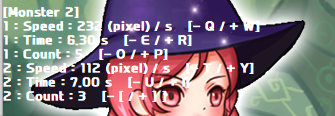 [Monster 2]
1 : Speed : 232 (pixel) / s [- Q / + W]
1 : Time : 6.30 s [- E / + R]
1 : Count : 5 [- O / + P]
2 : Speed : 112 (pixel) / s [- T / + Y]
2 : Time : 7.00 s [- U / + I]
2 : Count : 3 [- [ / + ]]